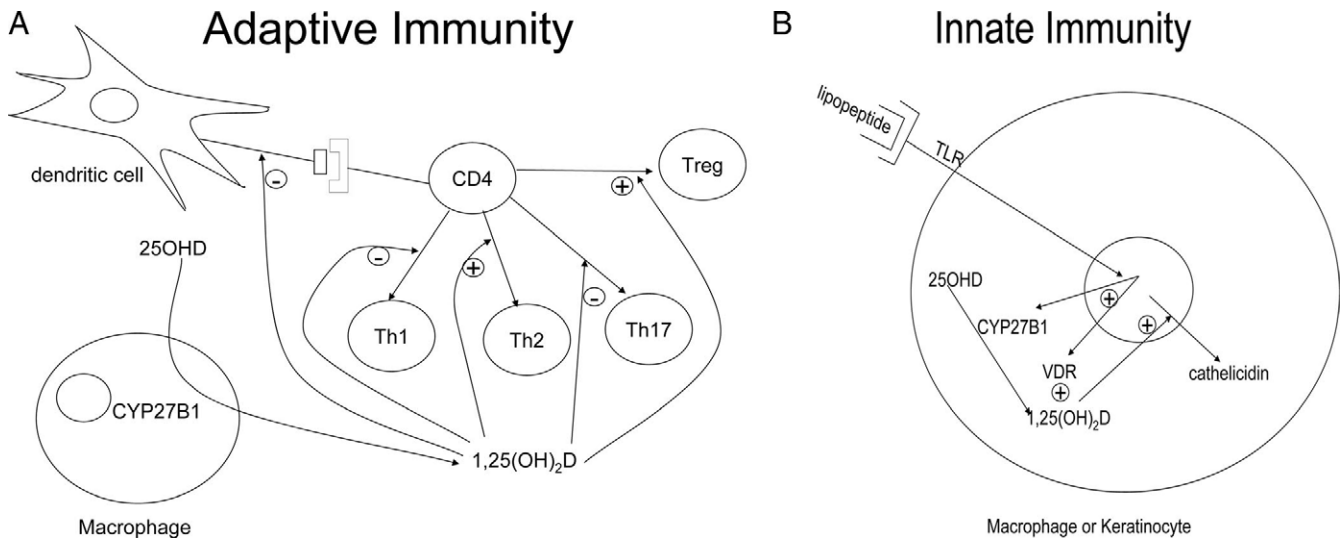 A
Adaptive Immunity
dendritic cell
-
CD4
+
Treg
25OHD
-
+
-
Th1
Th2
Th17
CYP27B1
1,25(OH)₂D
Macrophage
B
Innate Immunity
lipopeptide
TLR
25OHD
+
CYP27B1
+
VDR
cathelicidin
+
1,25(OH)₂D
Macrophage or Keratinocyte